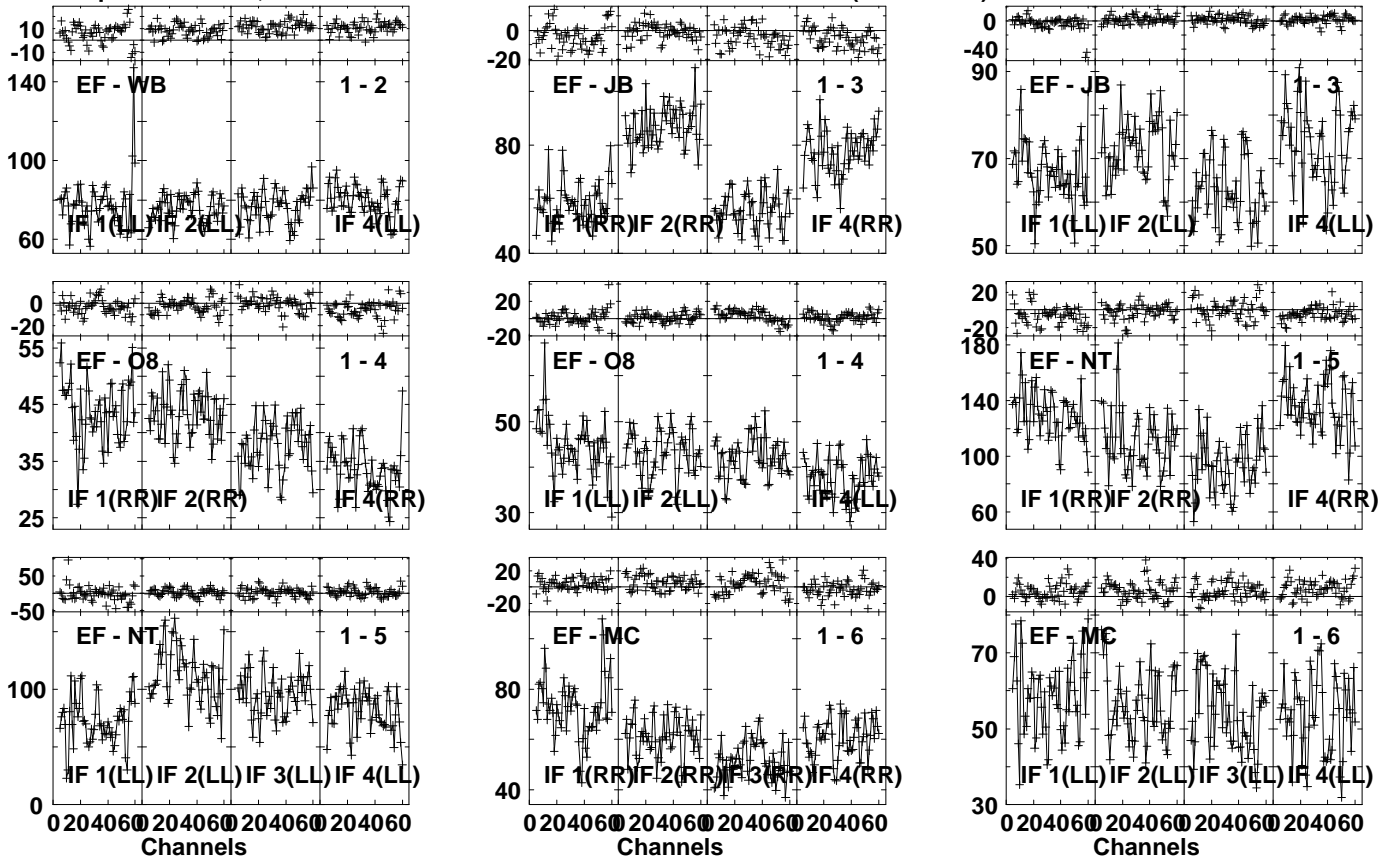 10
-10
140
100
60
EF - WB
1 - 2
IF 1(LL)
IF 2(LL)
IF 4(LL)
0
-20
80
40
EF - JB
1 - 3
IF 1(RR)
IF 2(RR)
IF 4(RR)
0
-40
90
70
50
EF - JB
1 - 3
IF 1(LL)
IF 2(LL)
IF 4(LL)
0
-20
55
45
35
25
EF - O8
1 - 4
IF 1(RR)
IF 2(RR)
IF 4(RR)
20
-20
50
30
EF - O8
1 - 4
IF 1(LL)
IF 2(LL)
IF 4(LL)
20
-20
180
140
100
60
EF - NT
1 - 5
IF 1(RR)
IF 2(RR)
IF 4(RR)
50
-50
100
0
EF - NT
1 - 5
IF 1(LL)
IF 2(LL)
IF 3(LL)
IF 4(LL)
0 20 40 60 0 20 40 60 0 20 40 60 0 20 40 60
Channels
20
-20
80
40
EF - MC
1 - 6
IF 1(RR)
IF 2(RR)
IF 3(RR)
IF 4(RR)
0 20 40 60 0 20 40 60 0 20 40 60 0 20 40 60
Channels
40
0
70
50
30
EF - MC
1 - 6
IF 1(LL)
IF 2(LL)
IF 3(LL)
IF 4(LL)
0 20 40 60 0 20 40 60 0 20 40 60 0 20 40 60
Channels